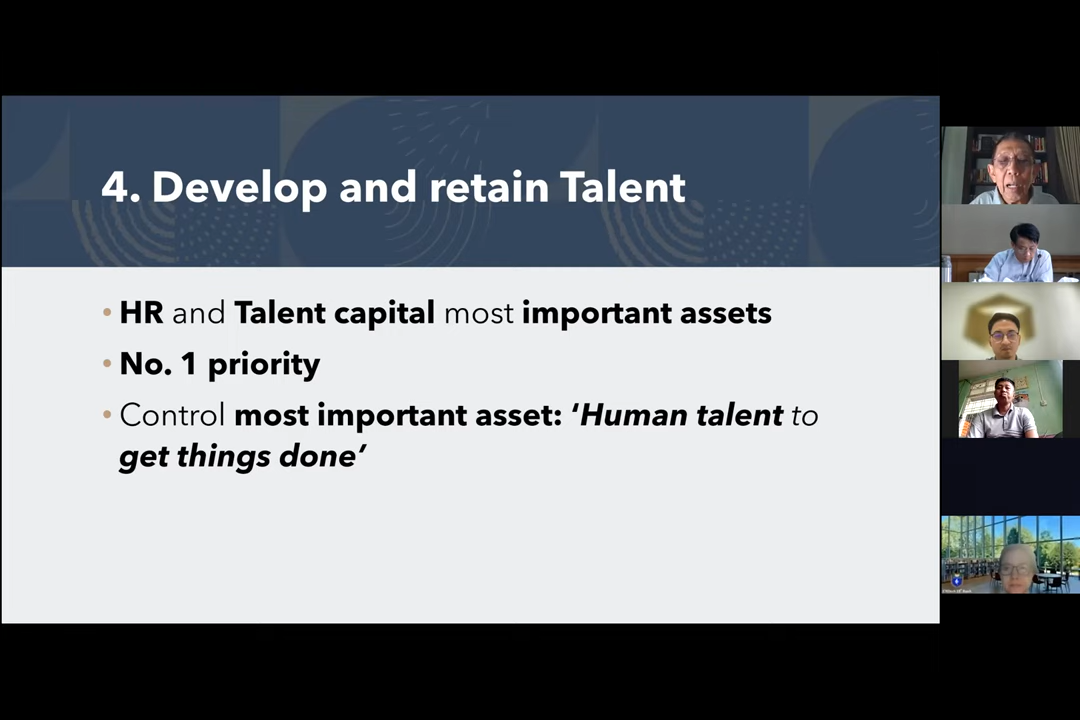 4. Develop and retain Talent
• HR and Talent capital most important assets
• No. 1 priority
• Control most important asset: ‘Human talent to
get things done’